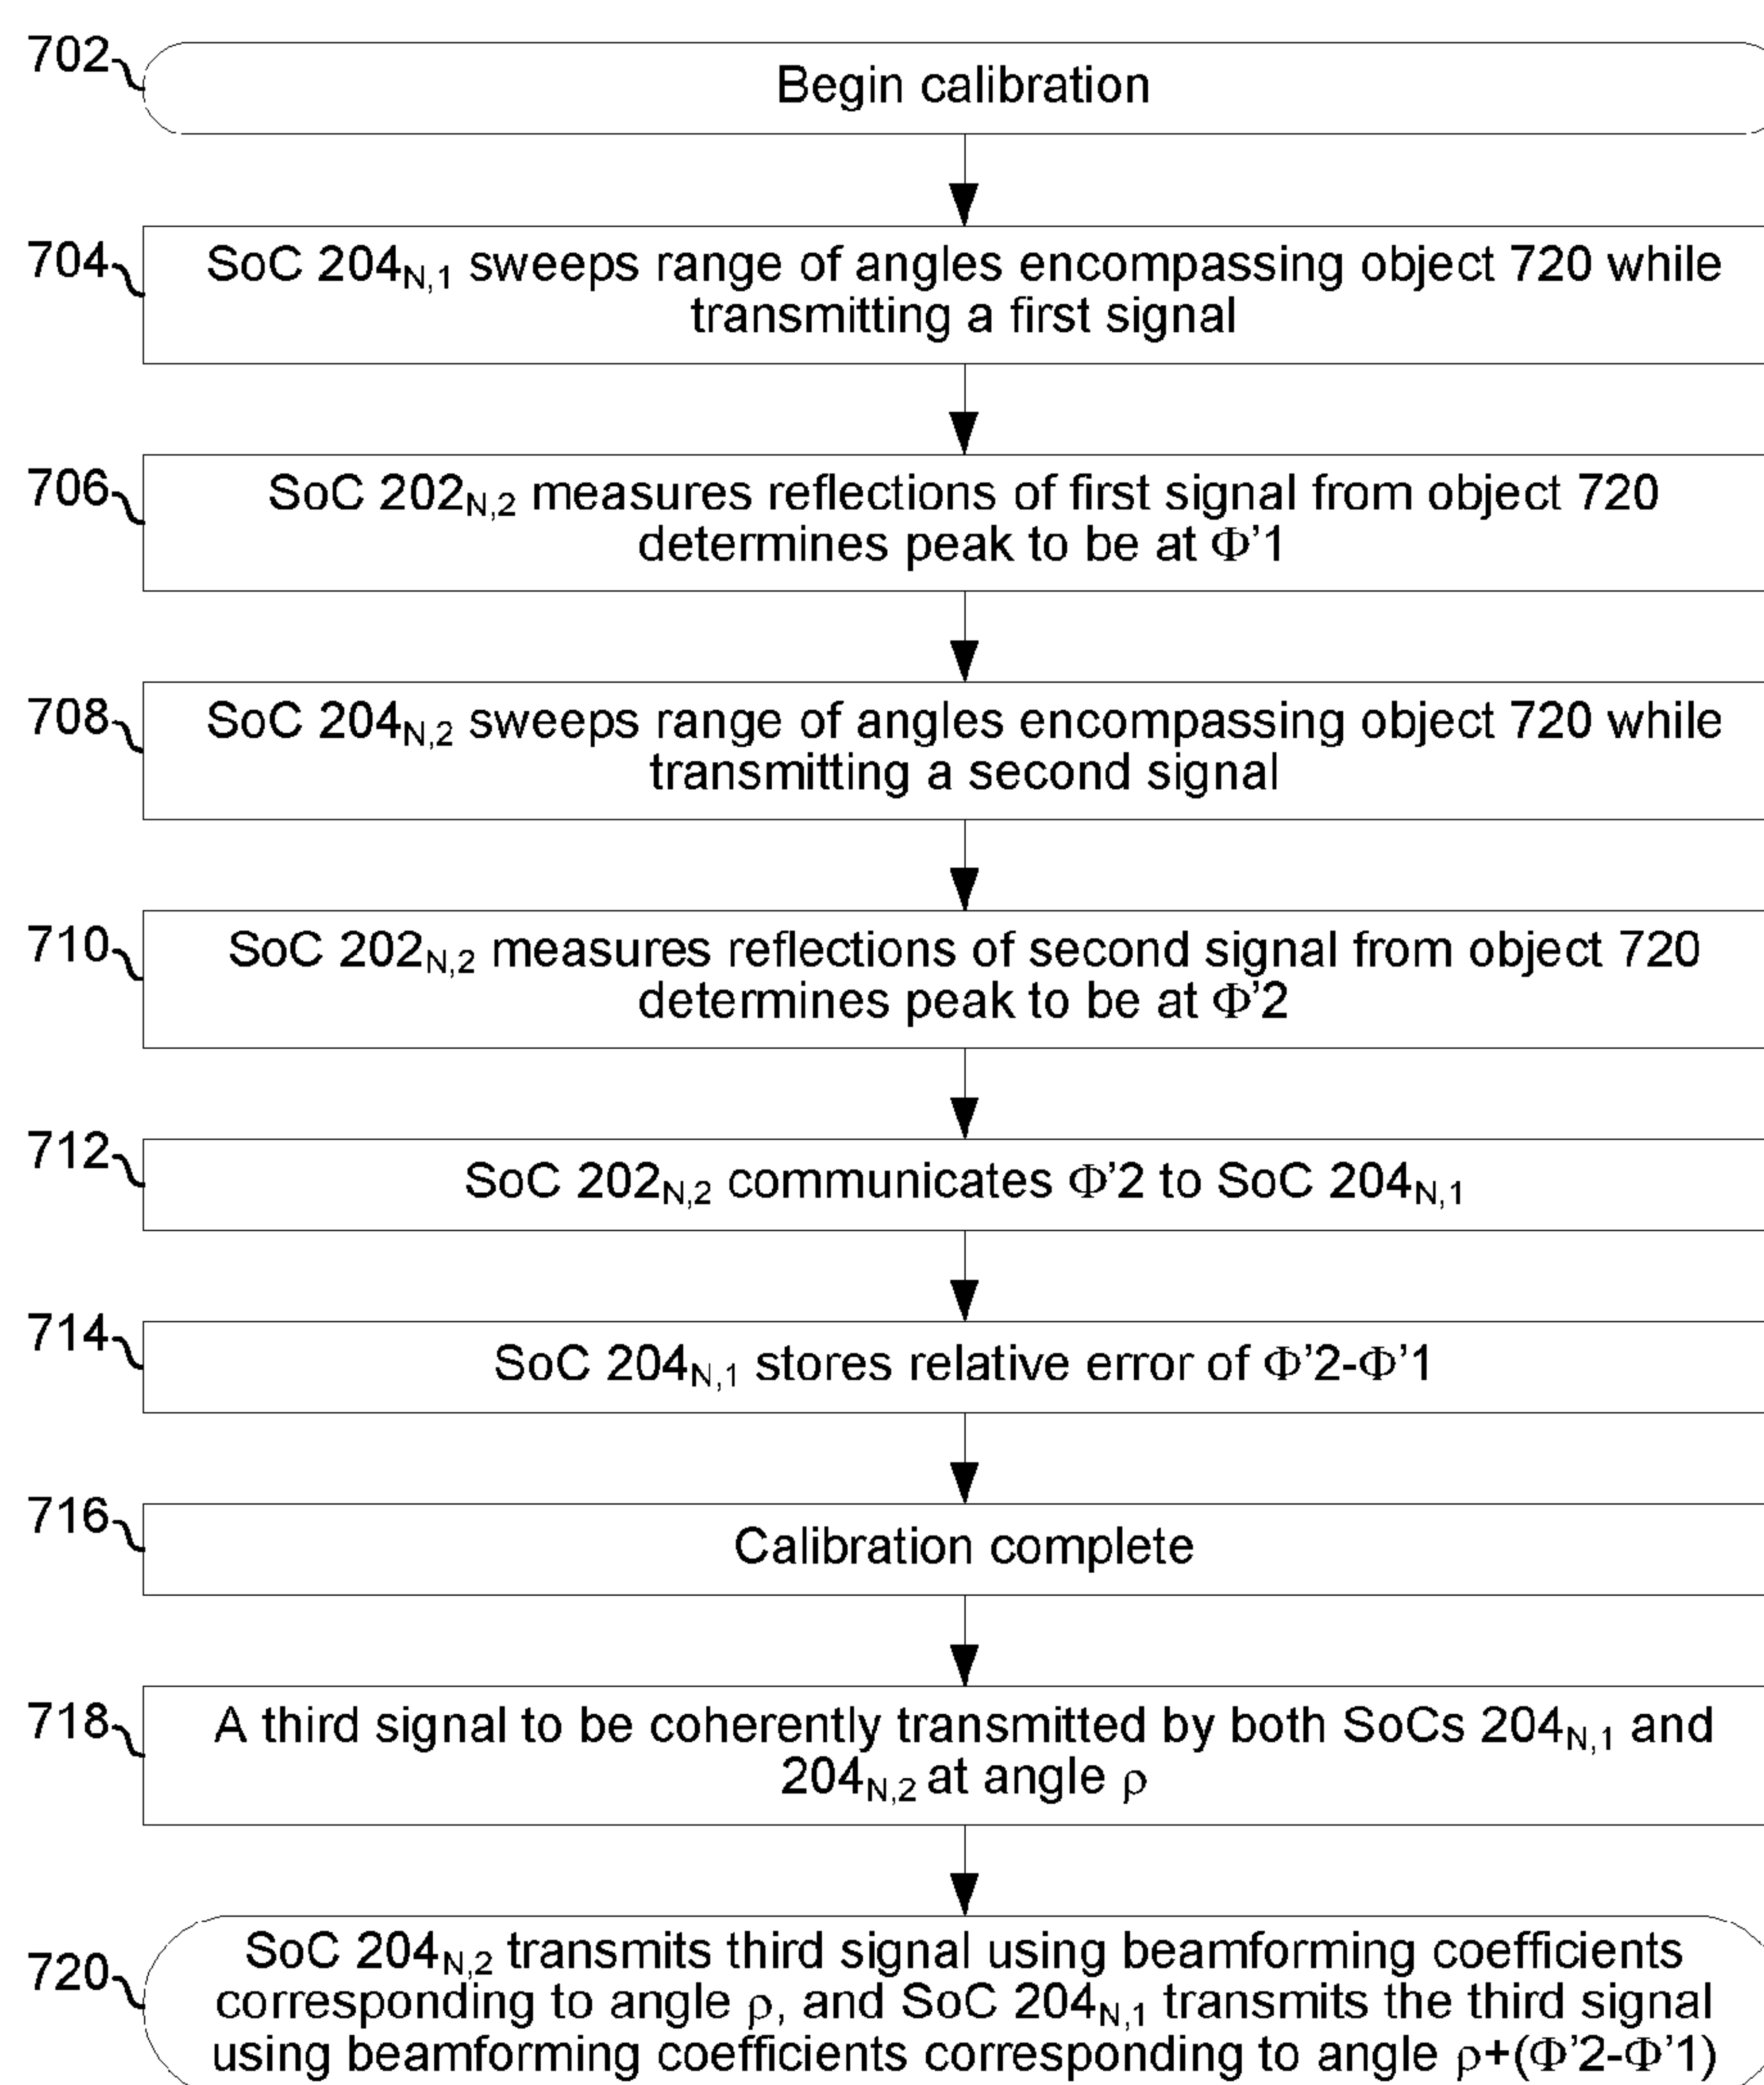 702
Begin calibration
704
SoC 204N,1 sweeps range of angles encompassing object 720 while
transmitting a first signal
706
SoC 202N,2 measures reflections of first signal from object 720
determines peak to be at Φ'1
708
SoC 204N,2 sweeps range of angles encompassing object 720 while
transmitting a second signal
710
SoC 202N,2 measures reflections of second signal from object 720
determines peak to be at Φ'2
712
SoC 202N,2 communicates Φ'2 to SoC 204N,1
714
SoC 204N,1 stores relative error of Φ'2-Φ'1
716
Calibration complete
718
A third signal to be coherently transmitted by both SoCs 204N,1 and
204N,2 at angle ρ
720
SoC 204N,2 transmits third signal using beamforming coefficients
corresponding to angle ρ, and SoC 204N,1 transmits the third signal
using beamforming coefficients corresponding to angle ρ+(Φ'2-Φ'1)